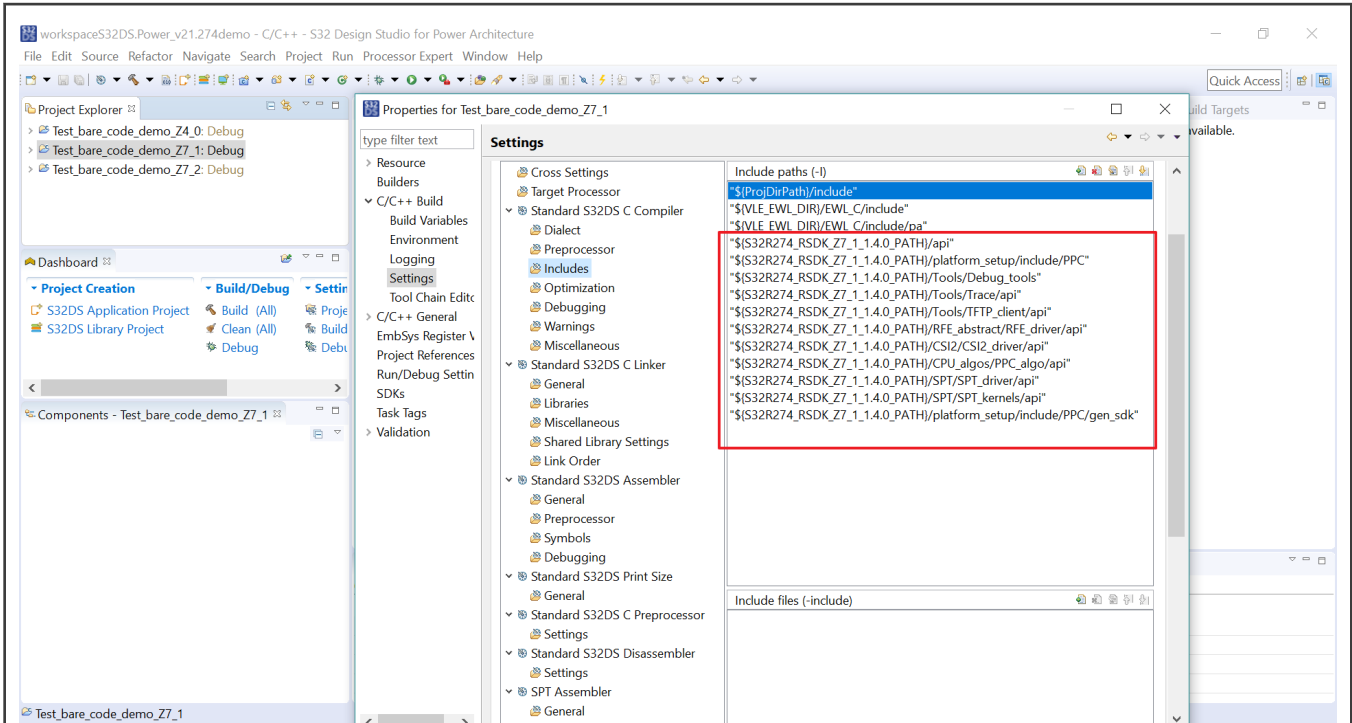 workspaceS32DS.Power_v21.274demo - C/C++ - S32 Design Studio for Power Architecture
File Edit Source Refactor Navigate Search Project Run Processor Expert Window Help
Quick Access
Project Explorer
Test_bare_code_demo_Z4_0: Debug
Test_bare_code_demo_Z7_1: Debug
Test_bare_code_demo_Z7_2: Debug
Dashboard
Project Creation
S32DS Application Project
S32DS Library Project
Build/Debug
Build (All)
Clean (All)
Debug
Settin
Proje
Build
Debu
Components - Test_bare_code_demo_Z7_1
Test_bare_code_demo_Z7_1
Properties for Test_bare_code_demo_Z7_1
type filter text
Resource
Builders
C/C++ Build
Build Variables
Environment
Logging
Settings
Tool Chain Edito
C/C++ General
EmbSys Register V
Project References
Run/Debug Settin
SDKs
Task Tags
Validation
Settings
Cross Settings
Target Processor
Standard S32DS C Compiler
Dialect
Preprocessor
Includes
Optimization
Debugging
Warnings
Miscellaneous
Standard S32DS C Linker
General
Libraries
Miscellaneous
Shared Library Settings
Link Order
Standard S32DS Assembler
General
Preprocessor
Symbols
Debugging
Standard S32DS Print Size
General
Standard S32DS C Preprocessor
Settings
Standard S32DS Disassembler
Settings
SPT Assembler
General
Include paths (-I)
"${ProjDirPath}/include"
"${VLE_EWL_DIR}/EWL_C/include"
"${VLE_EWL_DIR}/EWL_C/include/pa"
"${S32R274_RSDK_Z7_1_1.4.0_PATH}/api"
"${S32R274_RSDK_Z7_1_1.4.0_PATH}/platform_setup/include/PPC"
"${S32R274_RSDK_Z7_1_1.4.0_PATH}/Tools/Debug_tools"
"${S32R274_RSDK_Z7_1_1.4.0_PATH}/Tools/Trace/api"
"${S32R274_RSDK_Z7_1_1.4.0_PATH}/Tools/TFTP_client/api"
"${S32R274_RSDK_Z7_1_1.4.0_PATH}/RFE_abstract/RFE_driver/api"
"${S32R274_RSDK_Z7_1_1.4.0_PATH}/CSI2/CSI2_driver/api"
"${S32R274_RSDK_Z7_1_1.4.0_PATH}/CPU_algos/PPC_algo/api"
"${S32R274_RSDK_Z7_1_1.4.0_PATH}/SPT/SPT_driver/api"
"${S32R274_RSDK_Z7_1_1.4.0_PATH}/SPT/SPT_kernels/api"
"${S32R274_RSDK_Z7_1_1.4.0_PATH}/platform_setup/include/PPC/gen_sdk"
Include files (-include)
uild Targets
vailable.